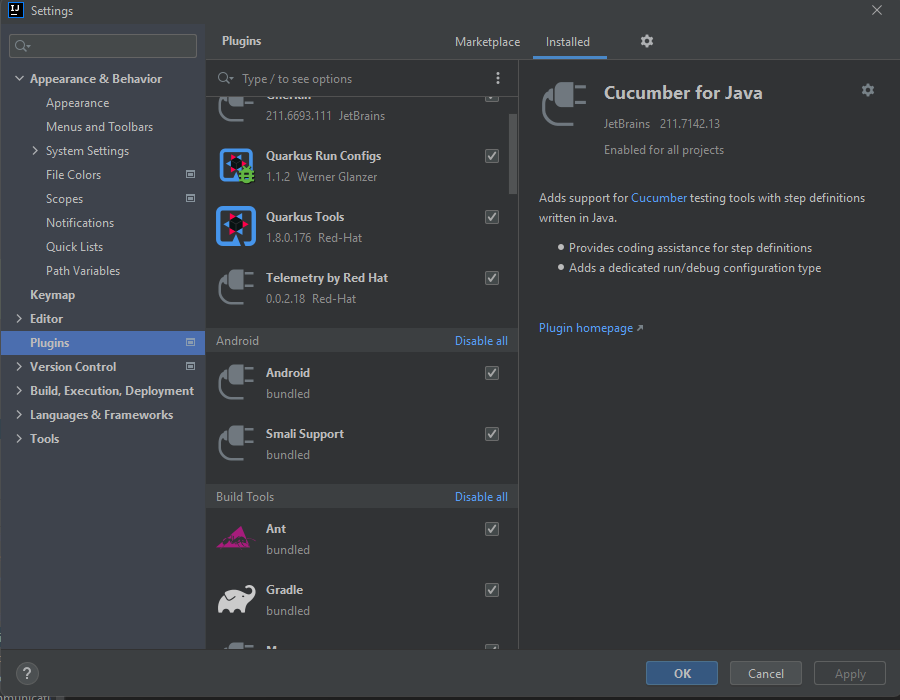 Settings
Appearance & Behavior
Appearance
Menus and Toolbars
System Settings
File Colors
Scopes
Notifications
Quick Lists
Path Variables
Keymap
Editor
Plugins
Version Control
Build, Execution, Deployment
Languages & Frameworks
Tools
Plugins
Marketplace
Installed
Type / to see options
Gherkin
211.6693.111 JetBrains
Quarkus Run Configs
1.1.2 Werner Glanzer
Quarkus Tools
1.8.0.176 Red-Hat
Telemetry by Red Hat
0.0.2.18 Red-Hat
Android Disable all
Android
bundled
Smali Support
bundled
Build Tools Disable all
Ant
bundled
Gradle
bundled
Cucumber for Java
JetBrains 211.7142.13
Enabled for all projects
Adds support for Cucumber testing tools with step definitions
written in Java.
Provides coding assistance for step definitions
Adds a dedicated run/debug configuration type
Plugin homepage
?
OK
Cancel
Apply